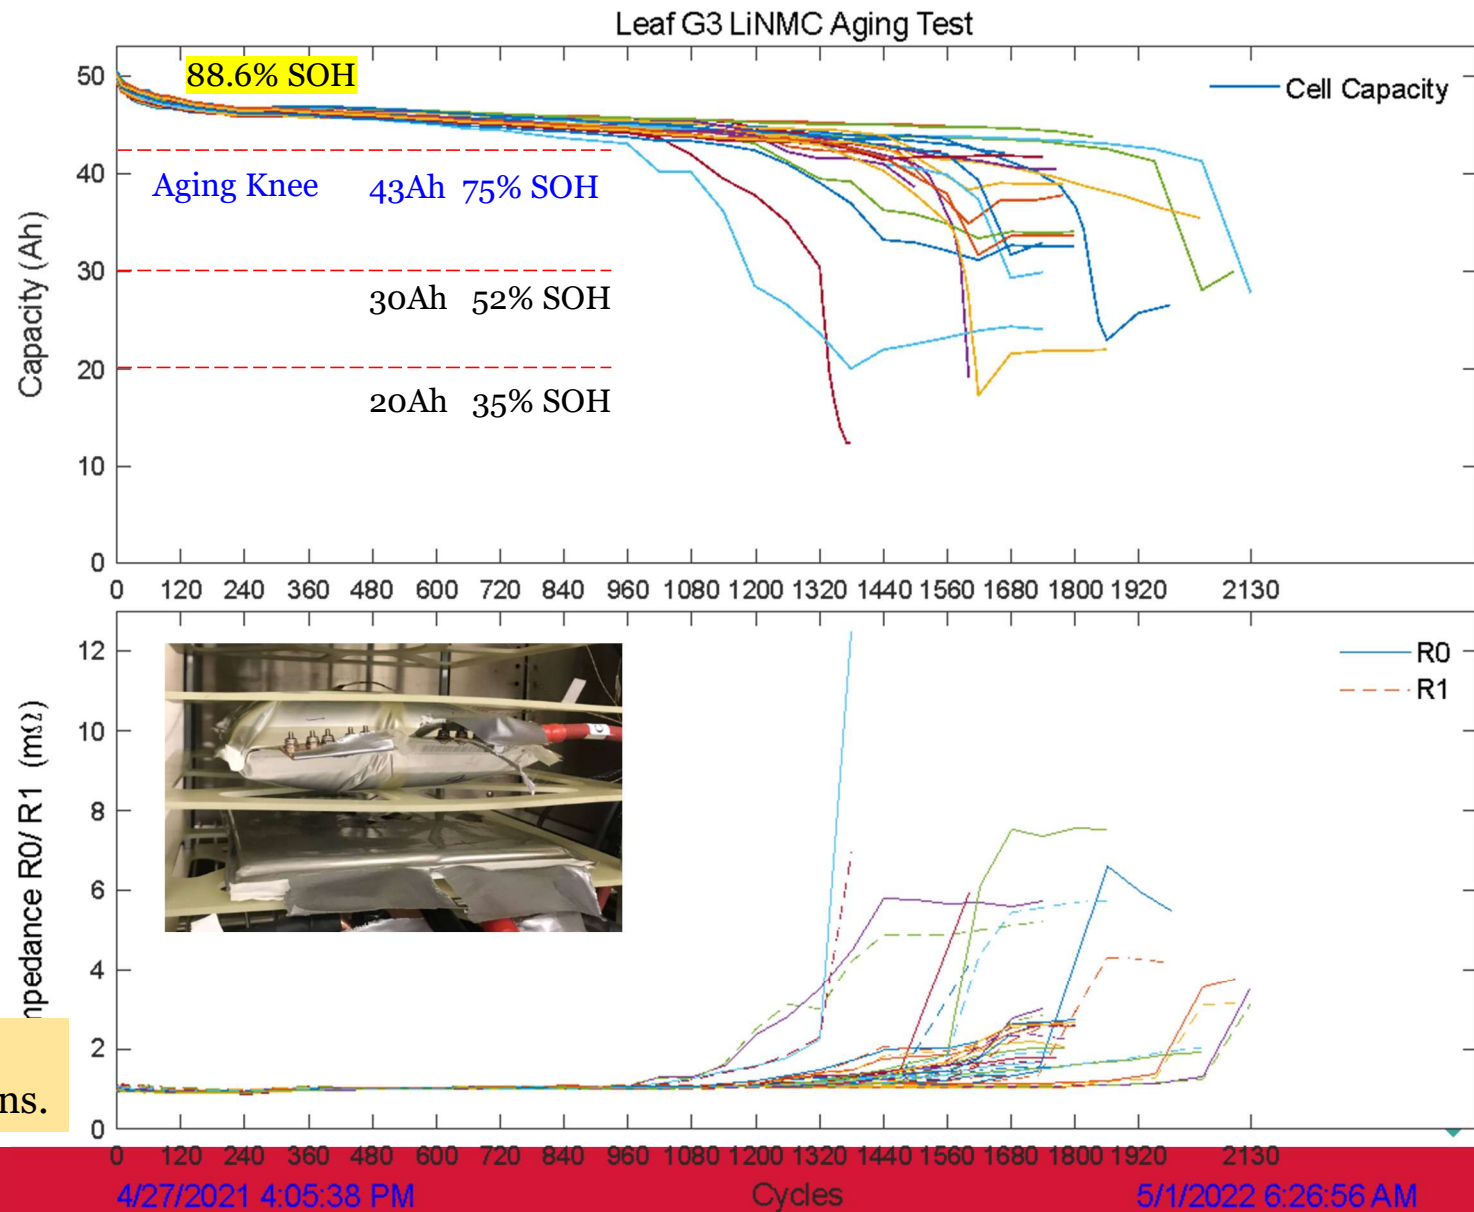 Leaf G3 LiNMC Aging Test
50
88.6% SOH
Cell Capacity
40
Aging Knee 43Ah 75% SOH
30
30Ah 52% SOH
20
20Ah 35% SOH
10
0
Capacity (Ah)
0 120 240 360 480 600 720 840 960 1080 1200 1320 1440 1560 1680 1800 1920 2130
12
R0
R1
10
8
6
4
2
0
mpedance R0/ R1 (mΩ)
ns.
0 120 240 360 480 600 720 840 960 1080 1200 1320 1440 1560 1680 1800 1920 2130
4/27/2021 4:05:38 PM
Cycles
5/1/2022 6:26:56 AM